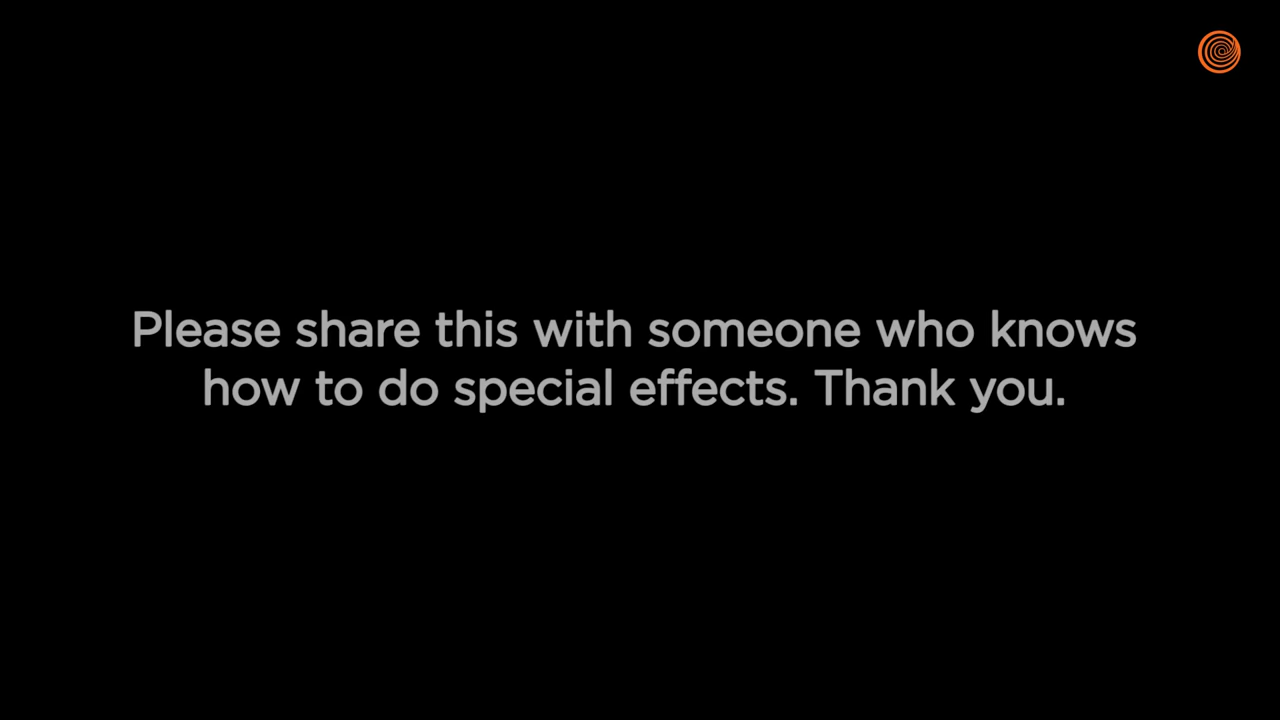 Please share this with someone who knows
how to do special effects. Thank you.